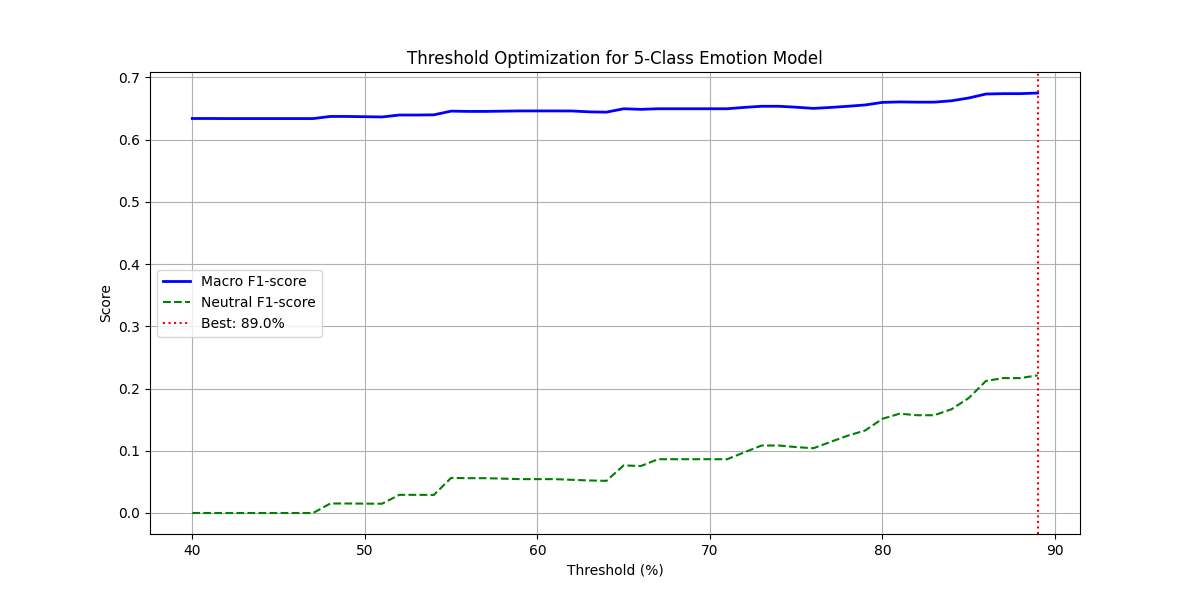 Threshold Optimization for 5-Class Emotion Model
0.7
0.6
0.5
0.4
0.3
0.2
0.1
0.0
Score
Macro F1-score
Neutral F1-score
Best: 89.0%
40 50 60 70 80 90
Threshold (%)